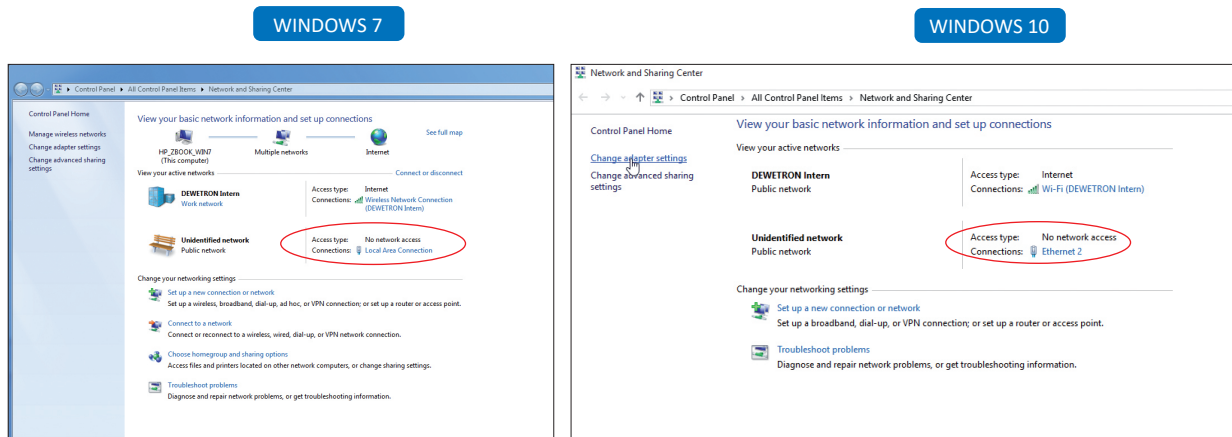 WINDOWS 7
Control Panel ▸ All Control Panel Items ▸ Network and Sharing Center
Control Panel Home
Manage wireless networks
Change adapter settings
Change advanced sharing
settings
View your basic network information and set up connections
See full map
HP_ZBOOK_WIN7
(This computer)
Multiple networks
Internet
View your active networks
Connect or disconnect
DEWETRON Intern
Work network
Access type: Internet
Connections: Wireless Network Connection
(DEWETRON Intern)
Unidentified network
Public network
Access type: No network access
Connections: Local Area Connection
Change your networking settings
Set up a new connection or network
Set up a wireless, broadband, dial-up, ad hoc, or VPN connection; or set up a router or access point.
Connect to a network
Connect or reconnect to a wireless, wired, dial-up, or VPN network connection.
Choose homegroup and sharing options
Access files and printers located on other network computers, or change sharing settings.
Troubleshoot problems
Diagnose and repair network problems, or get troubleshooting information.
WINDOWS 10
Network and Sharing Center
Control Panel > All Control Panel Items > Network and Sharing Center
Control Panel Home
Change adapter settings
Change advanced sharing
settings
View your basic network information and set up connections
View your active networks
DEWETRON Intern
Public network
Access type: Internet
Connections: Wi-Fi (DEWETRON Intern)
Unidentified network
Public network
Access type: No network access
Connections: Ethernet 2
Change your networking settings
Set up a new connection or network
Set up a broadband, dial-up, or VPN connection; or set up a router or access point.
Troubleshoot problems
Diagnose and repair network problems, or get troubleshooting information.